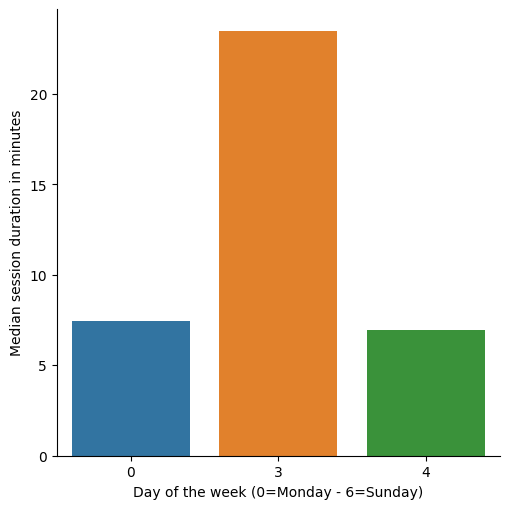 Median session duration in minutes
20
15
10
5
0
0 3 4
Day of the week (0=Monday - 6=Sunday)